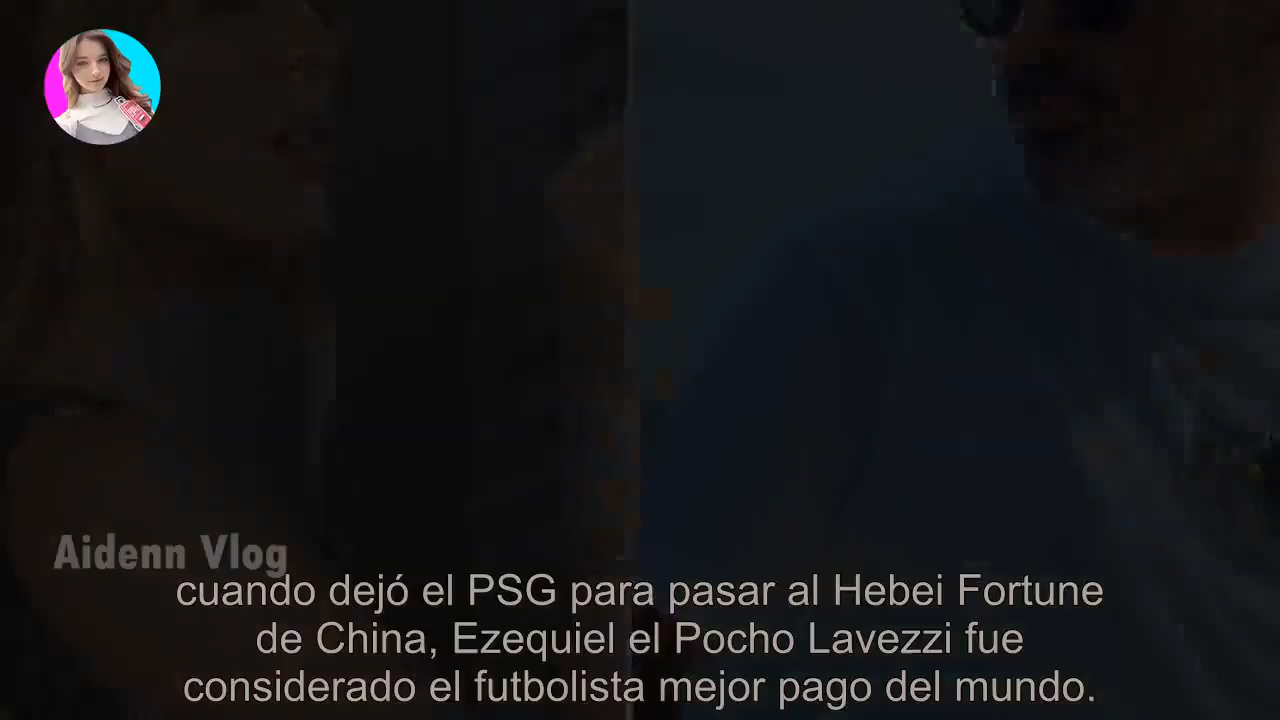 Aidenn Vlog
cuando dejó el PSG para pasar al Hebei Fortune
de China, Ezequiel el Pocho Lavezzi fue
considerado el futbolista mejor pago del mundo.